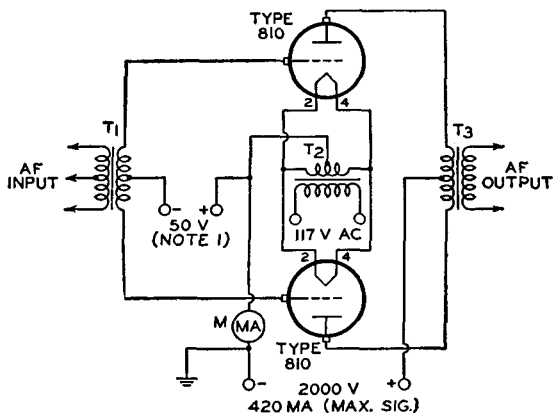 TYPE
810
2 4
T1
T2
T3
AF
INPUT
AF
OUTPUT
- +
50 V
(NOTE 1)
117 V AC
2 4
M MA
TYPE
810
- 2000 V +
420 MA (MAX. SIG.)